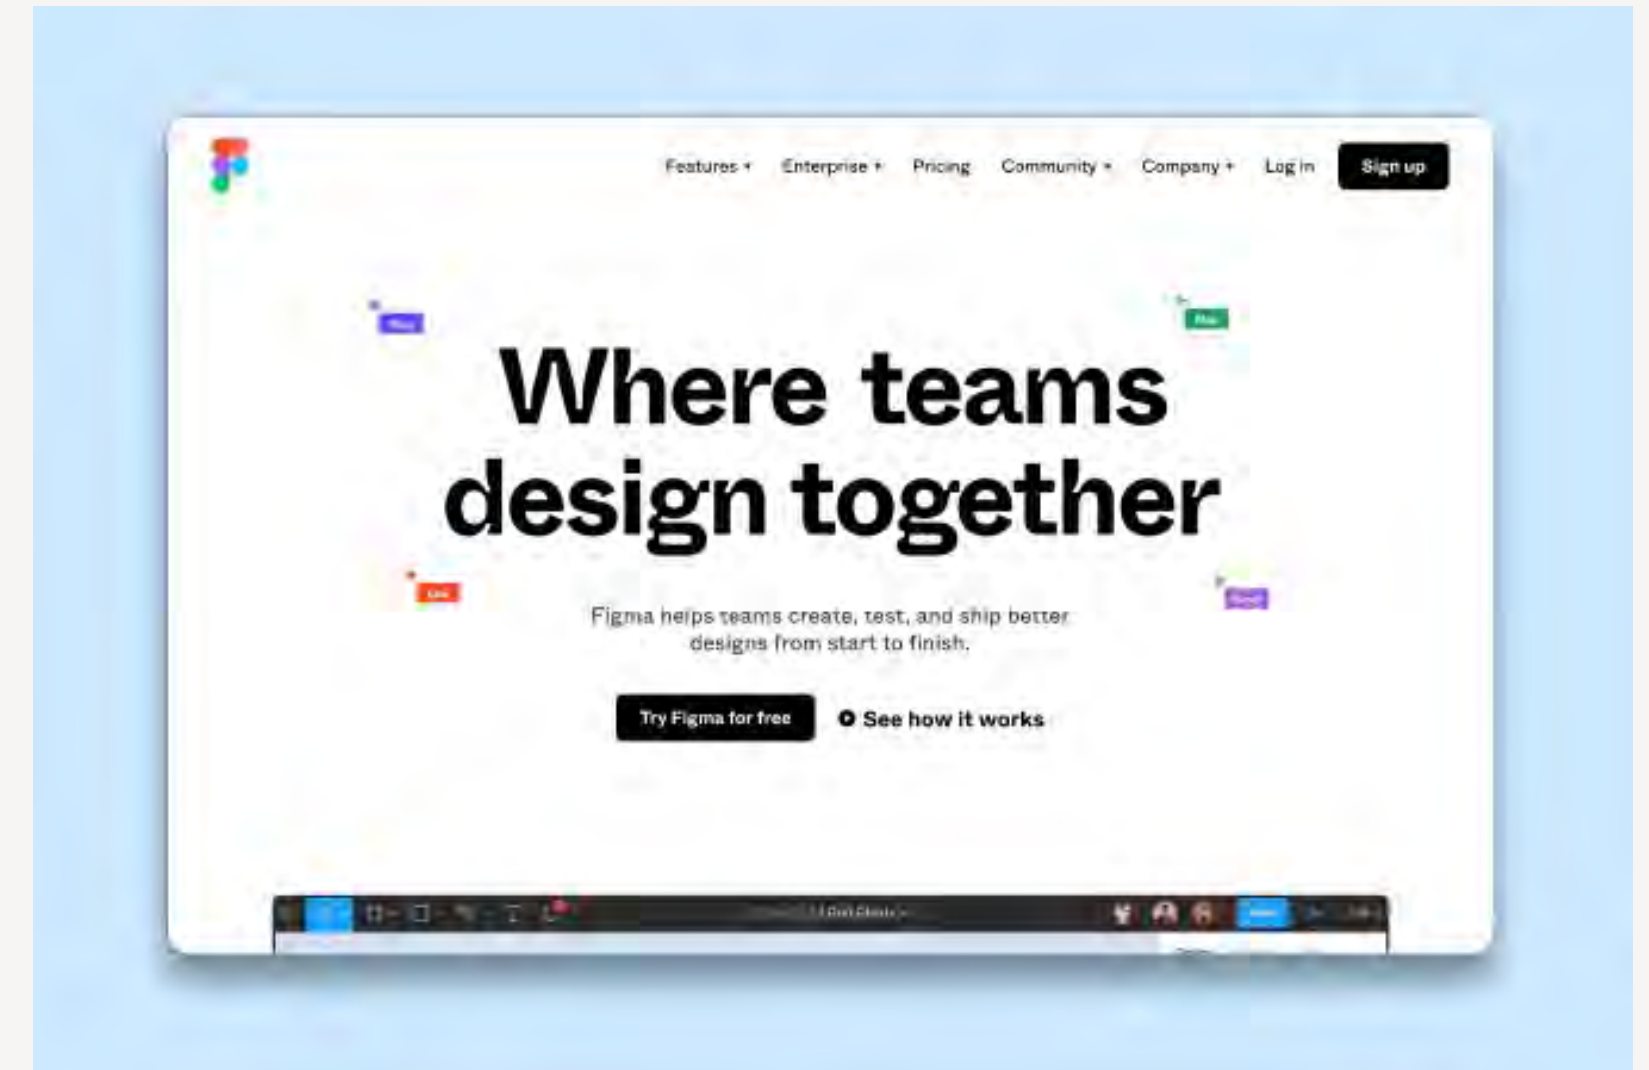 Features +
Enterprise +
Pricing
Community +
Company +
Log in
Sign up
Where teams
design together
Figma helps teams create, test, and ship better
designs from start to finish.
Try Figma for free
See how it works